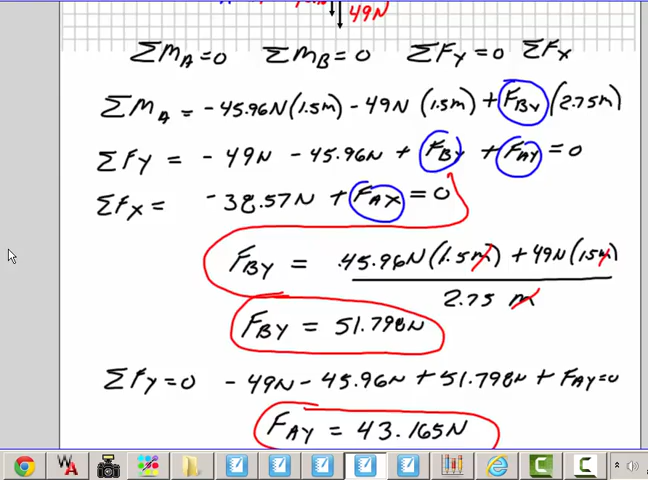 49N
ΣMA=0 ΣMB=0 ΣFY=0 ΣFX
ΣMA = -45.96N(1.5m) -49N (1.5m) + FBY (2.75m)
ΣFY = -49N -45.96N + FBY + FAY = 0
ΣFX = -38.57N + FAX = 0
FBY = .45.96N (1.5m) + 49N (1.5m)
2.75 m
FBY = 51.798N
ΣFY=0 -49N -45.96N +51.798N + FAY=0
FAY = 43.165N